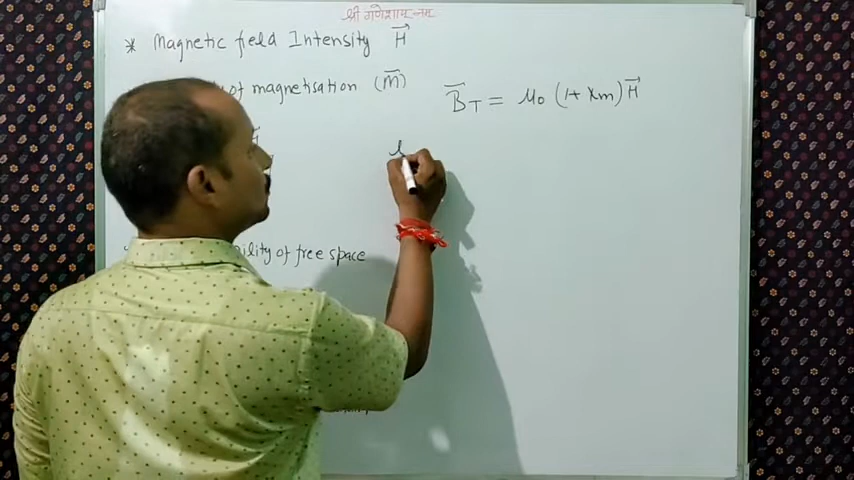 श्री गणेशाय नमः
* Magnetic field Intensity H⃗
of magnetisation (M⃗)
B⃗T = μ0 (1+ χm) H⃗
H
ility of free space